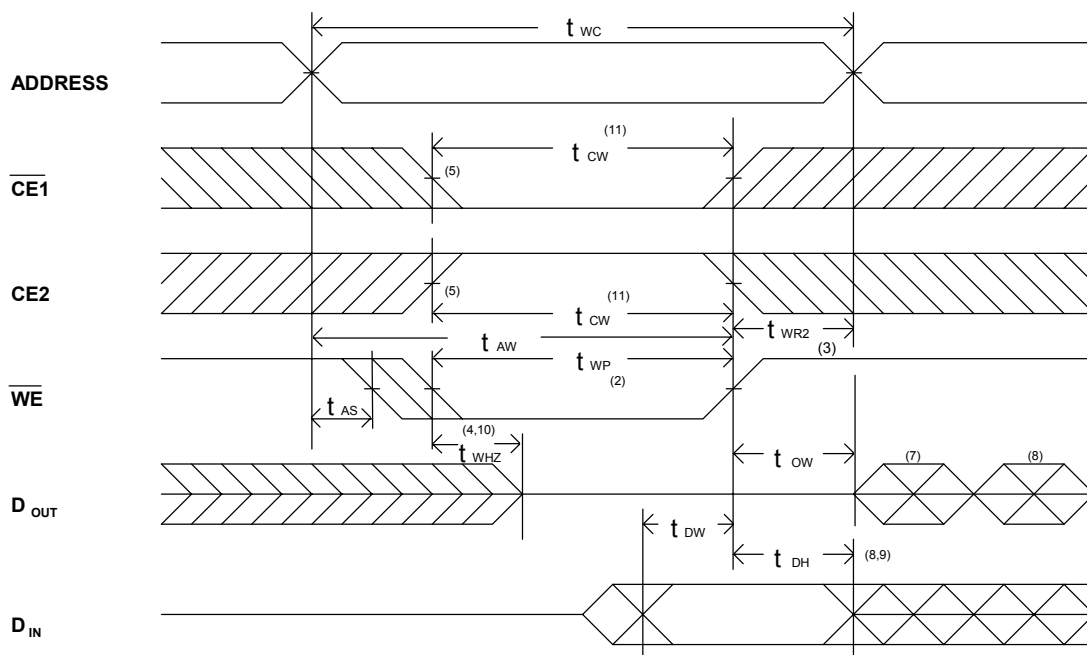 t WC
ADDRESS
(11)
t CW
CE1
(5)
CE2
(5)
(11)
t CW
t WR2
t AW
(3)
t WP
(2)
WE
t AS
(4,10)
t WHZ
t OW
(7)
(8)
D OUT
t DW
t DH
(8,9)
D IN